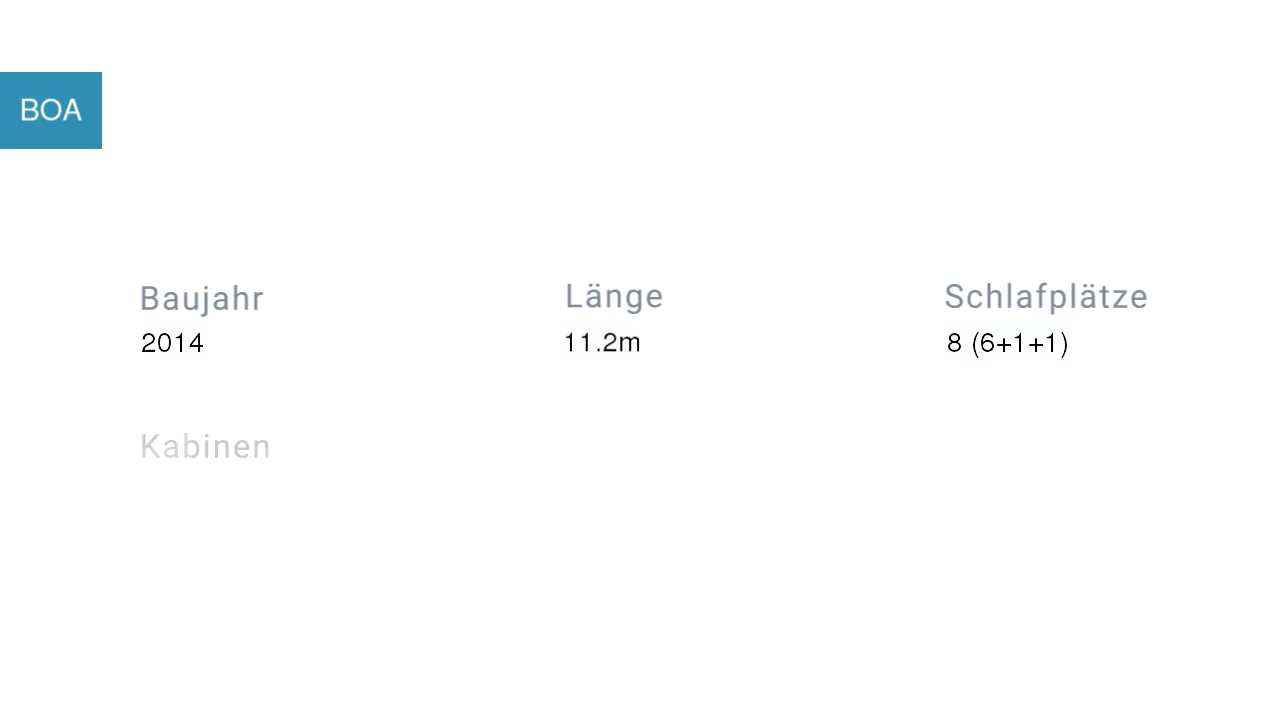 BOA
Baujahr
2014
Länge
11.2m
Schlafplätze
8 (6+1+1)
Kabinen